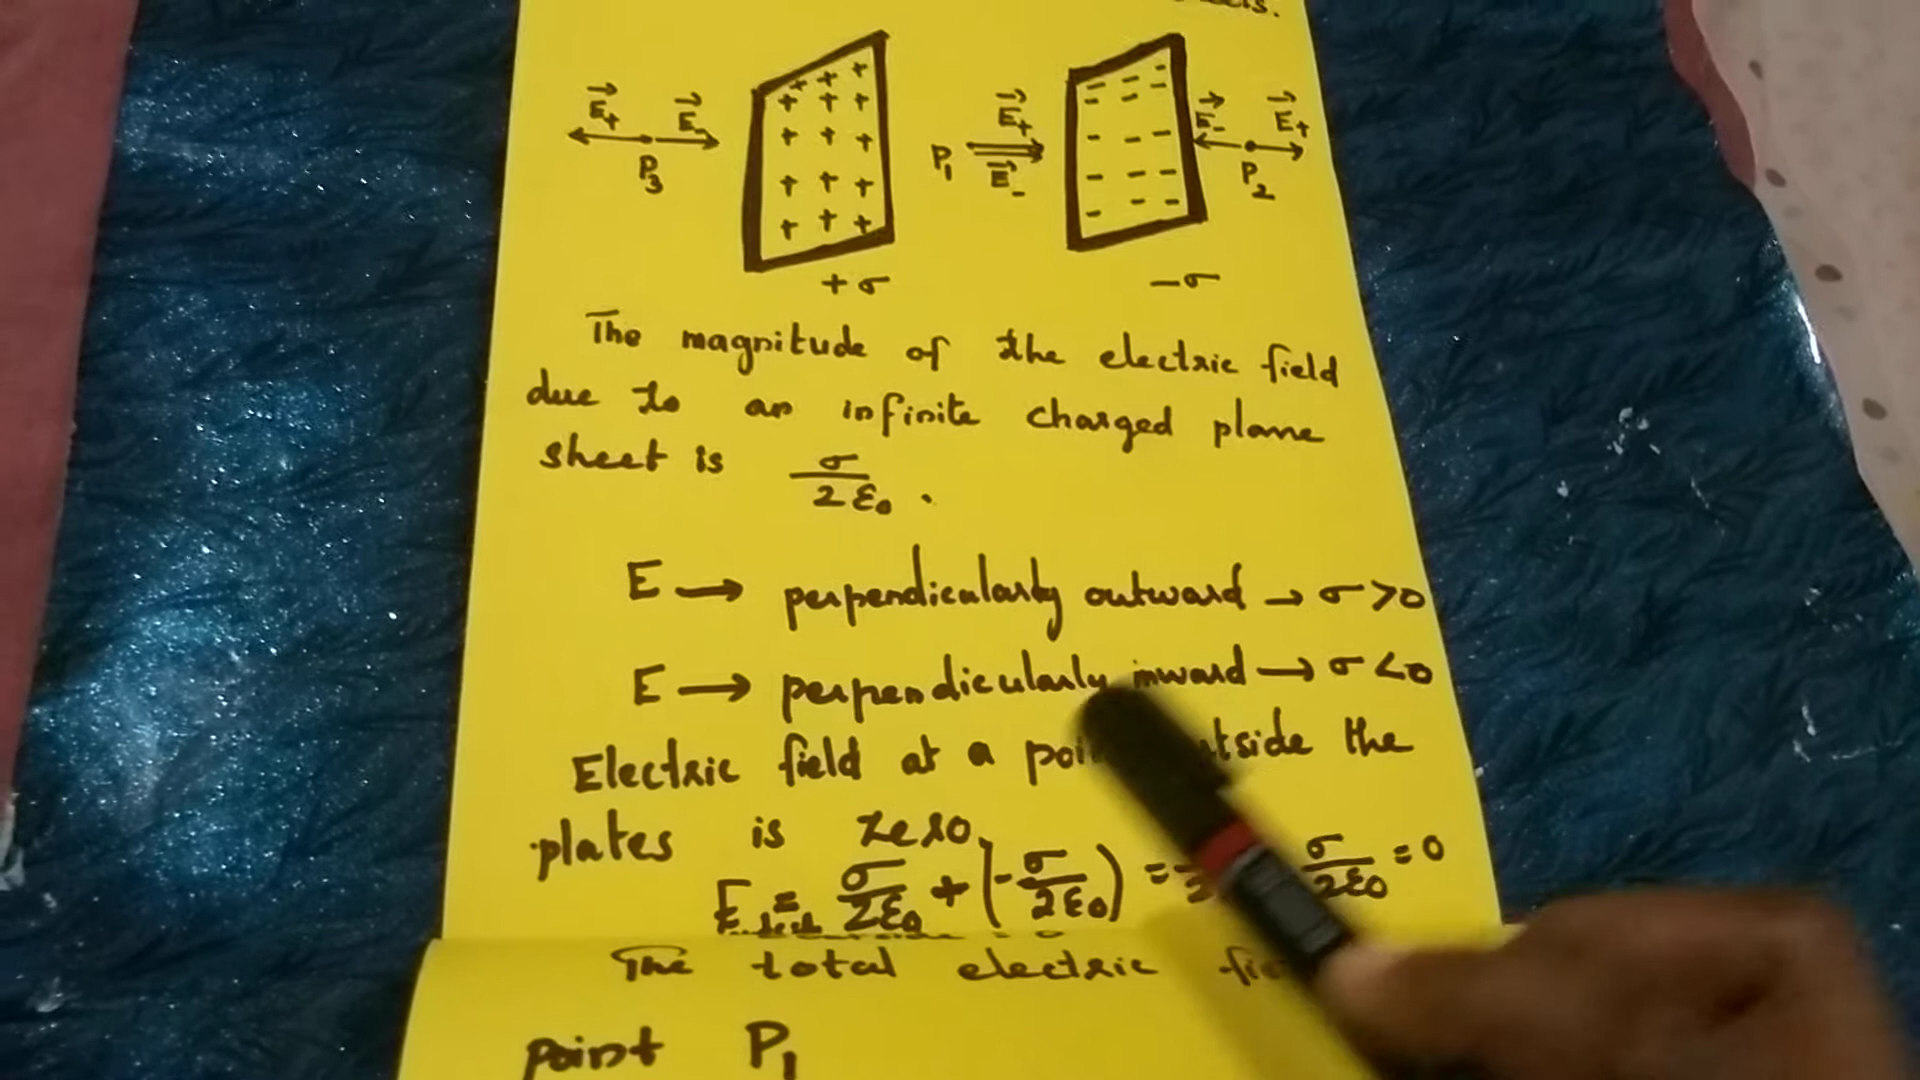 E₊ E₋ P₃
+ + + + + + + + + + + + + + +
P₁ E₊ E₋
E₋ E₊ P₂
+σ −σ
The magnitude of the electric field
due to an infinite charged plane
sheet is σ/2ε₀.
E → perpendicularly outward → σ>0
E → perpendicularly inward → σ<0
Electric field at a the
plates is zero.
E = σ/2ε₀ + (-σ/2ε₀) = σ/2ε₀ = 0
The total electric
point P₁